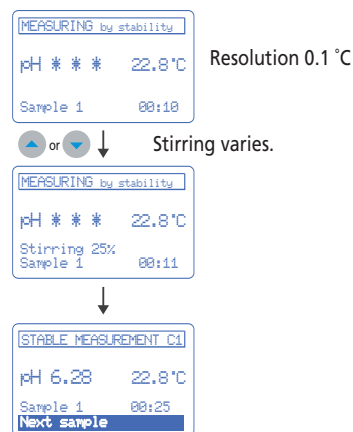 MEASURING by stability
pH * * * 22.8°C
Resolution 0.1 °C
Sample 1 00:10
or
Stirring varies.
MEASURING by stability
pH * * * 22.8°C
Stirring 25%
Sample 1 00:11
STABLE MEASUREMENT C1
pH 6.28 22.8°C
Sample 1 00:25
Next sample